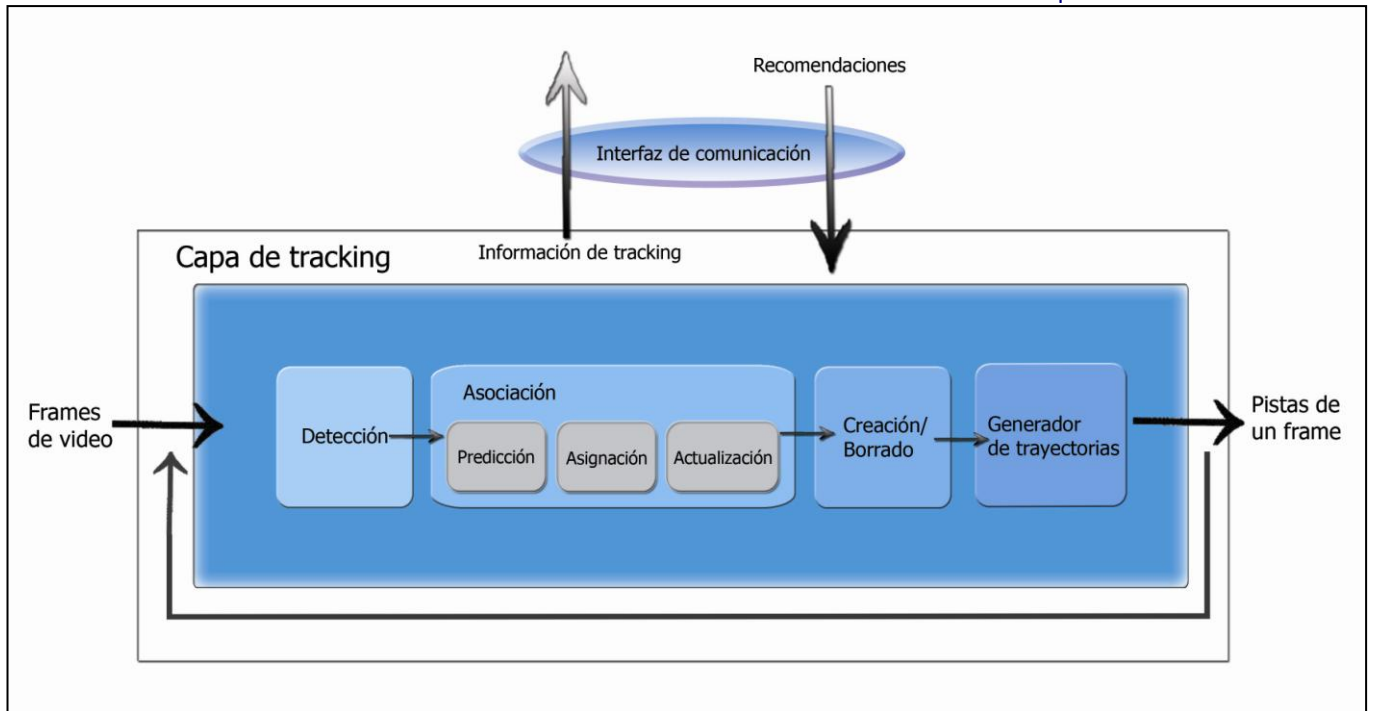 Recomendaciones
Interfaz de comunicación
Información de tracking
Capa de tracking
Frames
de video
Detección
Asociación
Predicción
Asignación
Actualización
Creación/
Borrado
Generador
de trayectorias
Pistas de
un frame